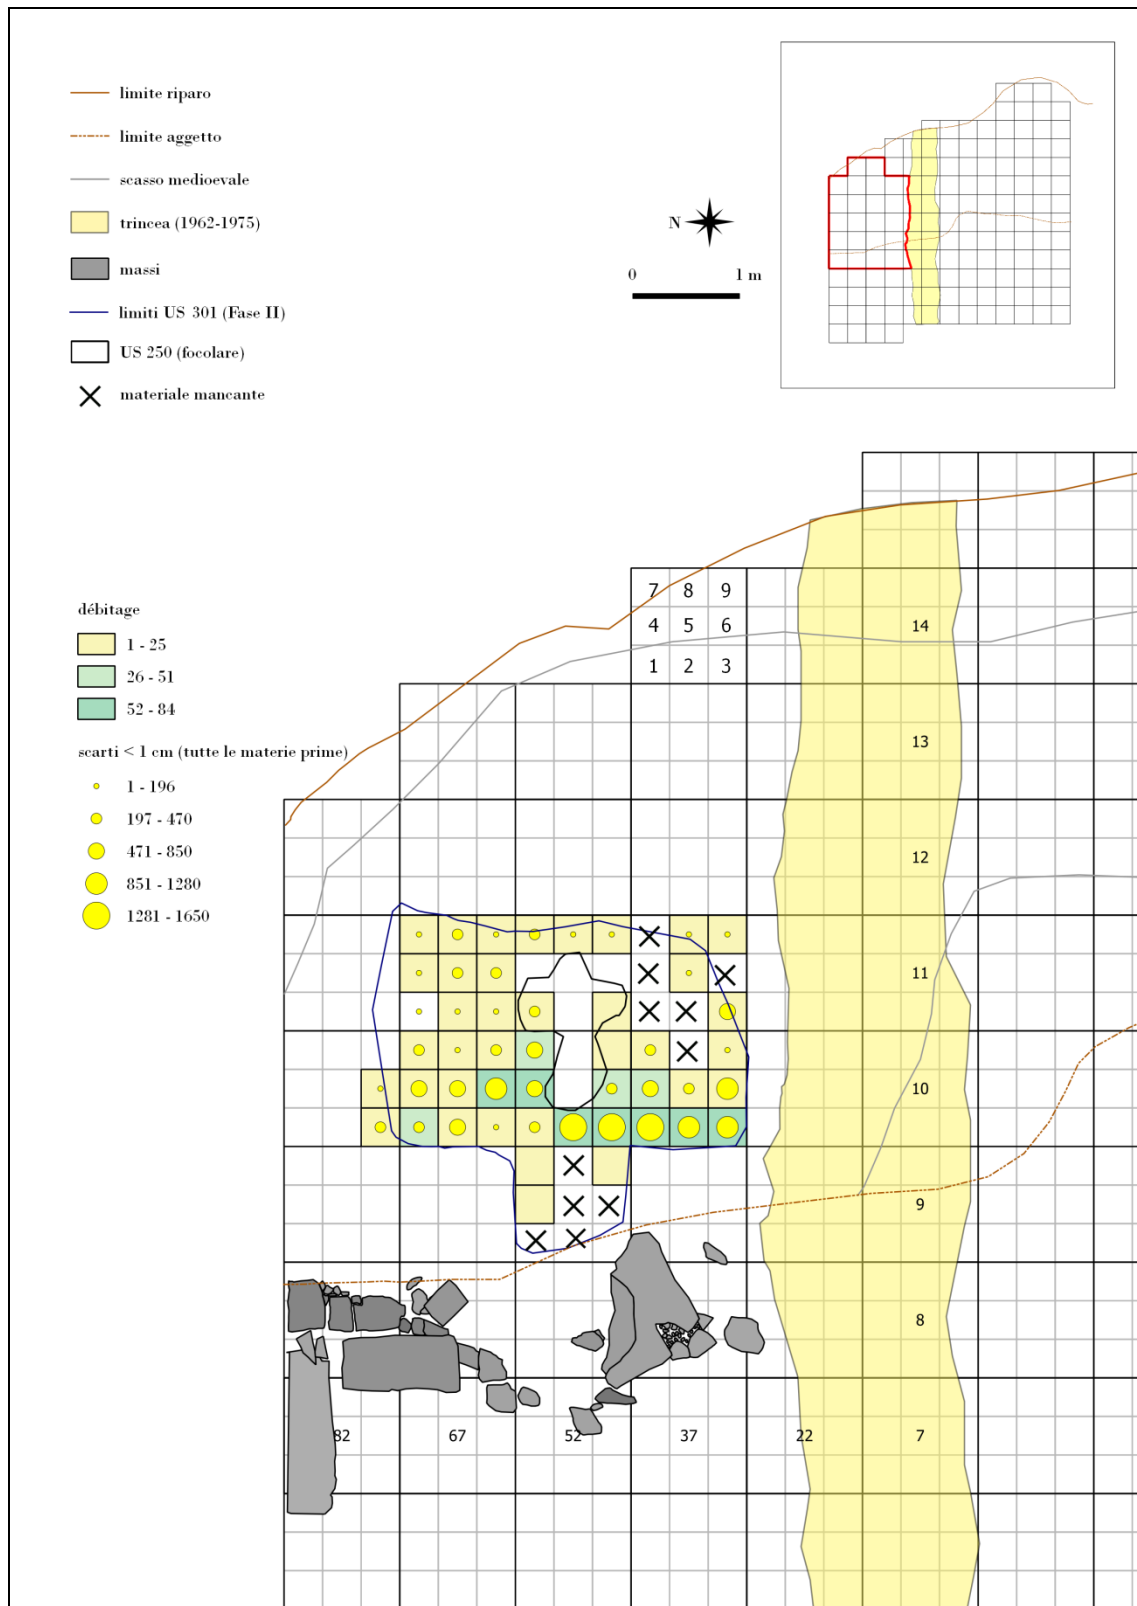 limite riparo
limite aggetto
scasso medioevale
trincea (1962-1975)
massi
limiti US 301 (Fase II)
US 250 (focolare)
materiale mancante
N
0 1 m
débitage
1 - 25
26 - 51
52 - 84
scarti < 1 cm (tutte le materie prime)
1 - 196
197 - 470
471 - 850
851 - 1280
1281 - 1650
7 8 9
4 5 6
1 2 3
14
13
12
11
10
9
8
82 67 52 37 22 7